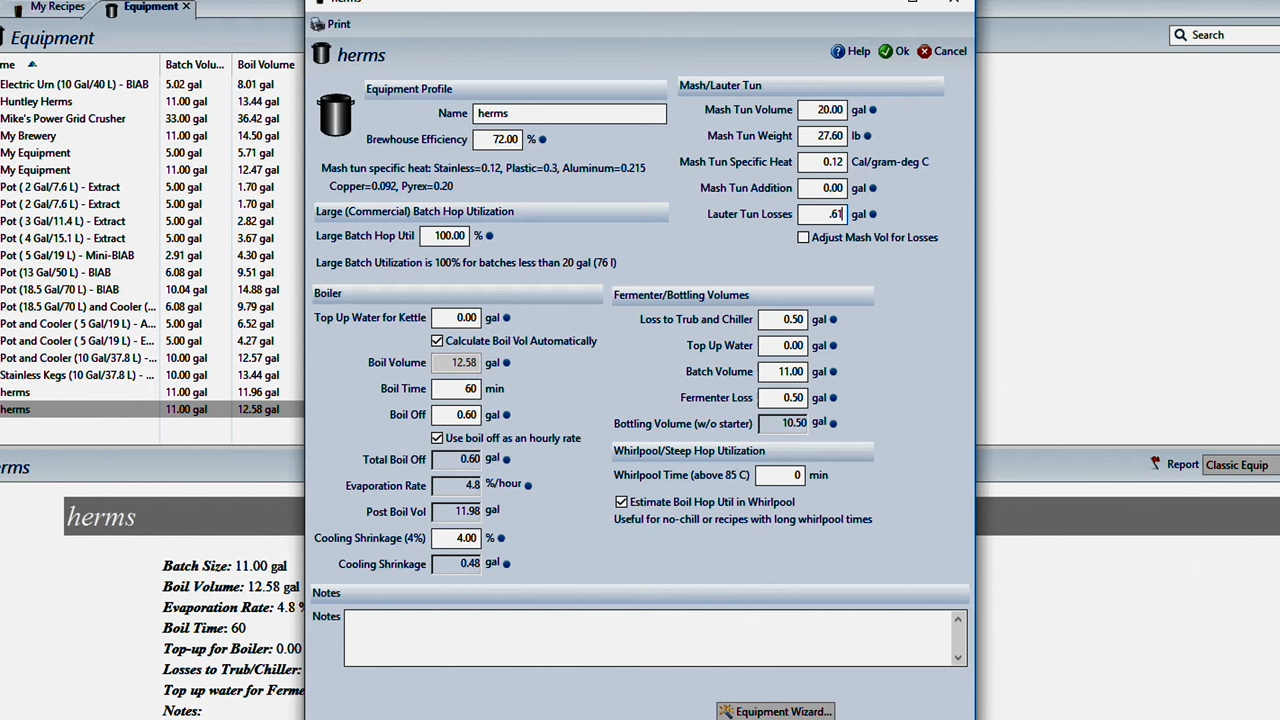 My Recipes
Equipment
herms
Print
Equipment
Search
herms
Help
Ok
Cancel
me
Batch Volu...
Boil Volume
Electric Urn (10 Gal/40 L) - BIAB 5.02 gal 8.01 gal
Huntley Herms 11.00 gal 13.44 gal
Mike's Power Grid Crusher 33.00 gal 36.42 gal
My Brewery 11.00 gal 14.50 gal
My Equipment 5.00 gal 5.71 gal
My Equipment 11.00 gal 12.47 gal
Pot ( 2 Gal/7.6 L) - Extract 5.00 gal 1.70 gal
Pot ( 2 Gal/7.6 L) - Extract 5.00 gal 1.70 gal
Pot ( 3 Gal/11.4 L) - Extract 5.00 gal 2.82 gal
Pot ( 4 Gal/15.1 L) - Extract 5.00 gal 3.67 gal
Pot ( 5 Gal/19 L) - Mini-BIAB 2.91 gal 4.30 gal
Pot (13 Gal/50 L) - BIAB 6.08 gal 9.51 gal
Pot (18.5 Gal/70 L) - BIAB 10.04 gal 14.88 gal
Pot (18.5 Gal/70 L) and Cooler (... 6.08 gal 9.79 gal
Pot and Cooler ( 5 Gal/19 L) - A... 5.00 gal 6.52 gal
Pot and Cooler ( 5 Gal/19 L) - E... 5.00 gal 4.27 gal
Pot and Cooler (10 Gal/37.8 L) - ... 10.00 gal 12.57 gal
Stainless Kegs (10 Gal/37.8 L) - ... 10.00 gal 13.44 gal
herms 11.00 gal 11.96 gal
herms 11.00 gal 12.58 gal
Equipment Profile
Name herms
Brewhouse Efficiency 72.00 %
Mash tun specific heat: Stainless=0.12, Plastic=0.3, Aluminum=0.215
Copper=0.092, Pyrex=0.20
Large (Commercial) Batch Hop Utilization
Large Batch Hop Util 100.00 %
Large Batch Utilization is 100% for batches less than 20 gal (76 l)
Mash/Lauter Tun
Mash Tun Volume 20.00 gal
Mash Tun Weight 27.60 lb
Mash Tun Specific Heat 0.12 Cal/gram-deg C
Mash Tun Addition 0.00 gal
Lauter Tun Losses .61 gal
Adjust Mash Vol for Losses
Boiler
Top Up Water for Kettle 0.00 gal
Calculate Boil Vol Automatically
Boil Volume 12.58 gal
Boil Time 60 min
Boil Off 0.60 gal
Use boil off as an hourly rate
Total Boil Off 0.60 gal
Evaporation Rate 4.8 %/hour
Post Boil Vol 11.98 gal
Cooling Shrinkage (4%) 4.00 %
Cooling Shrinkage 0.48 gal
Fermenter/Bottling Volumes
Loss to Trub and Chiller 0.50 gal
Top Up Water 0.00 gal
Batch Volume 11.00 gal
Fermenter Loss 0.50 gal
Bottling Volume (w/o starter) 10.50 gal
Whirlpool/Steep Hop Utilization
Whirlpool Time (above 85 C) 0 min
Estimate Boil Hop Util in Whirlpool
Useful for no-chill or recipes with long whirlpool times
Notes
Notes
Equipment Wizard...
erms
Report
Classic Equip
herms
Batch Size: 11.00 gal
Boil Volume: 12.58 gal
Evaporation Rate: 4.8 %
Boil Time: 60
Top-up for Boiler: 0.00
Losses to Trub/Chiller:
Top up water for Ferme
Notes: